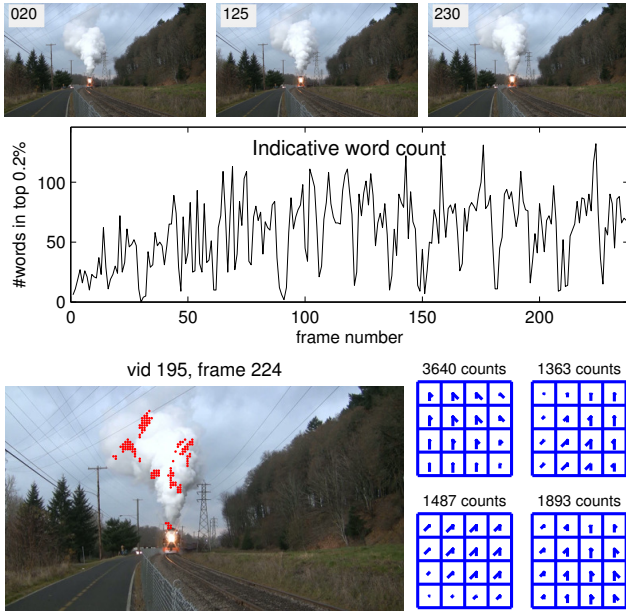 020
125
230
Indicative word count
#words in top 0.2%
100
50
0
0
50
100
150
200
frame number
vid 195, frame 224
3640 counts
1363 counts
1487 counts
1893 counts